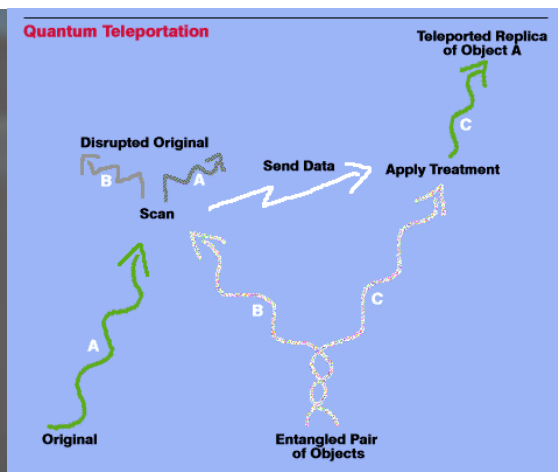 Quantum Teleportation
Teleported Replica
of Object A
C
Disrupted Original
B
A
Send Data
Apply Treatment
Scan
A
B
C
Original
Entangled Pair
of Objects